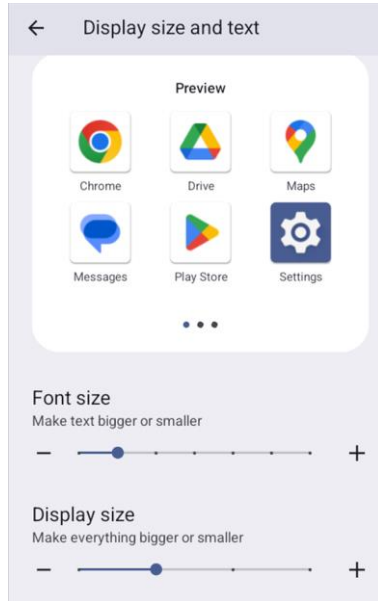 Display size and text
Preview
Chrome Drive Maps
Messages Play Store Settings
Font size
Make text bigger or smaller
Display size
Make everything bigger or smaller